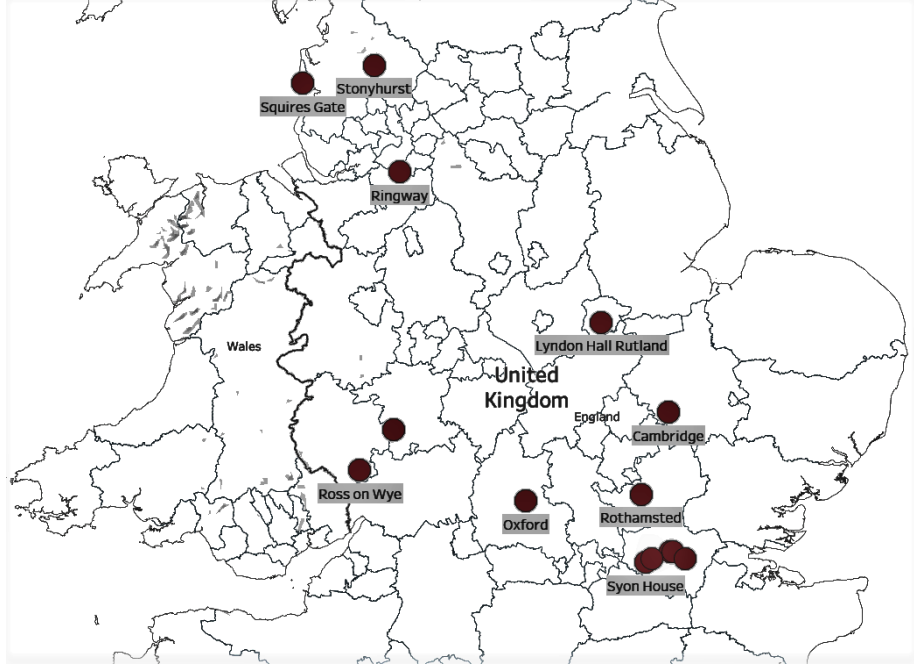 Stonyhurst
Squires Gate
Ringway
Lyndon Hall Rutland
Wales
United
Kingdom
England
Cambridge
Ross on Wye
Rothamsted
Oxford
Syon House